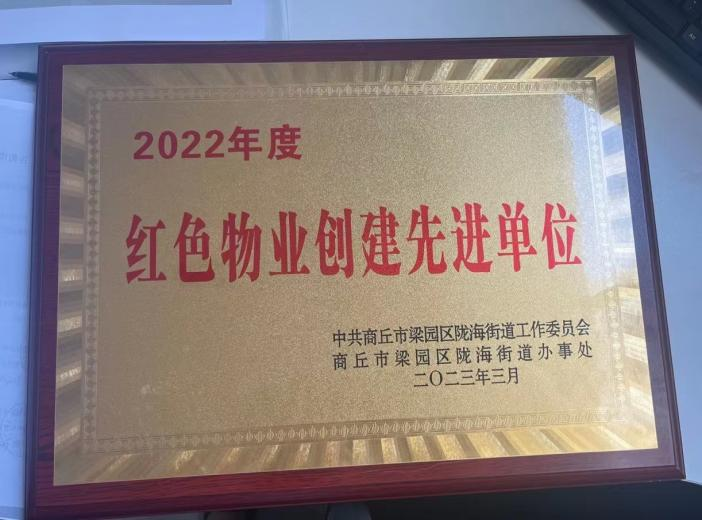 2022年度
红色物业创建先进单位
中共商丘市梁园区陇海街道工作委员会
商丘市梁园区陇海街道办事处
二〇二三年三月